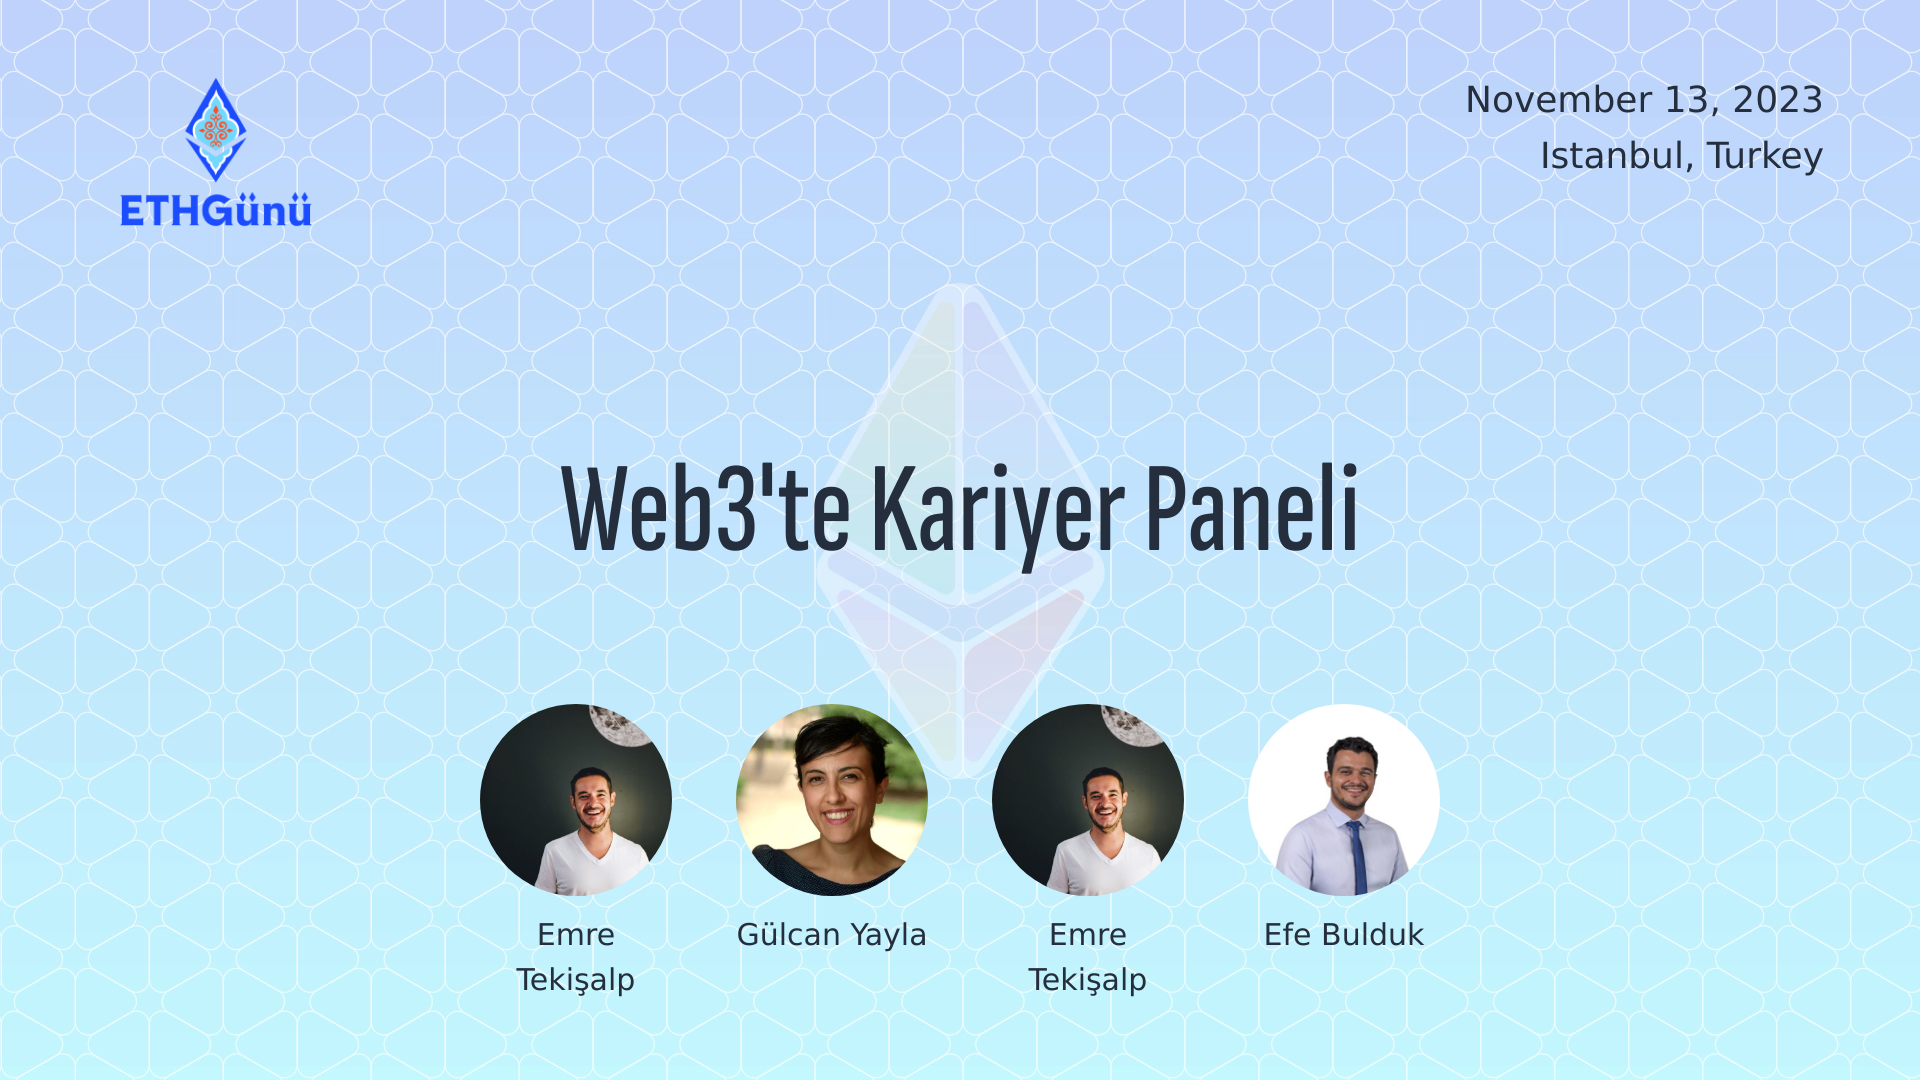 November 13, 2023
Istanbul, Turkey
ETHGünü
Web3'te Kariyer Paneli
Emre
Tekişalp
Gülcan Yayla
Emre
Tekişalp
Efe Bulduk